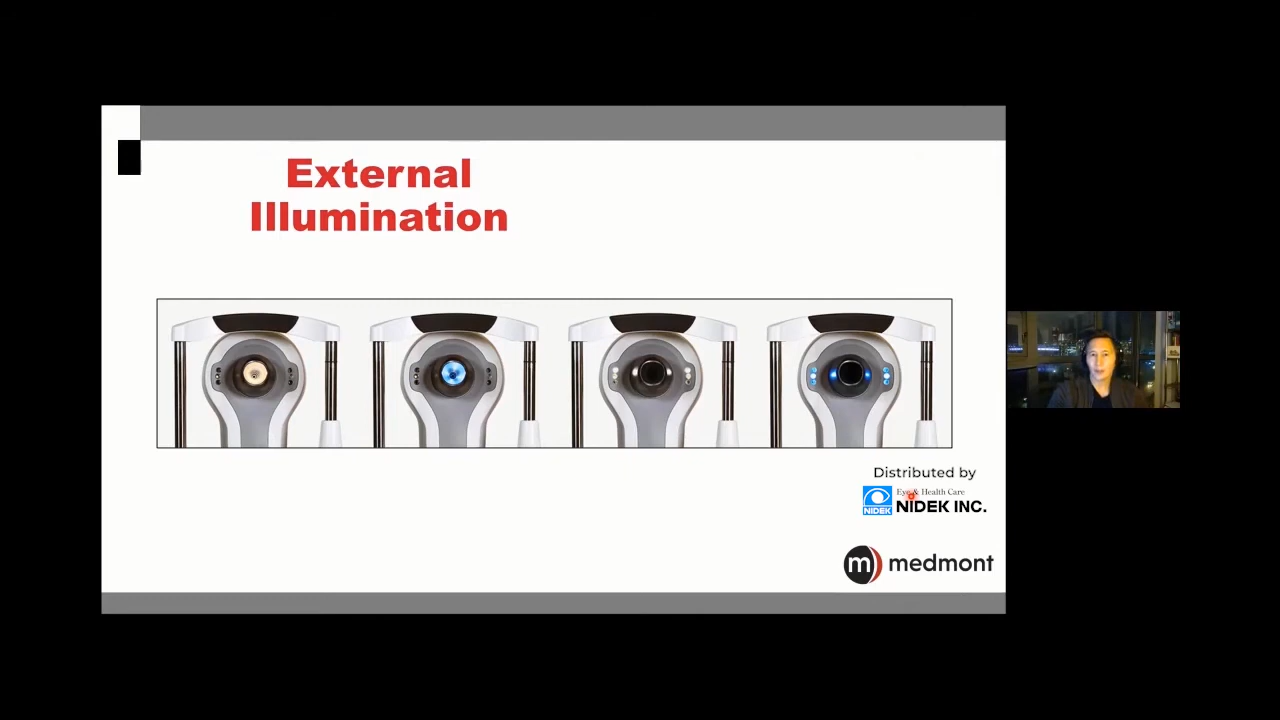 External
Illumination
Distributed by
Eye & Health Care
NIDEK
NIDEK INC.
m
medmont